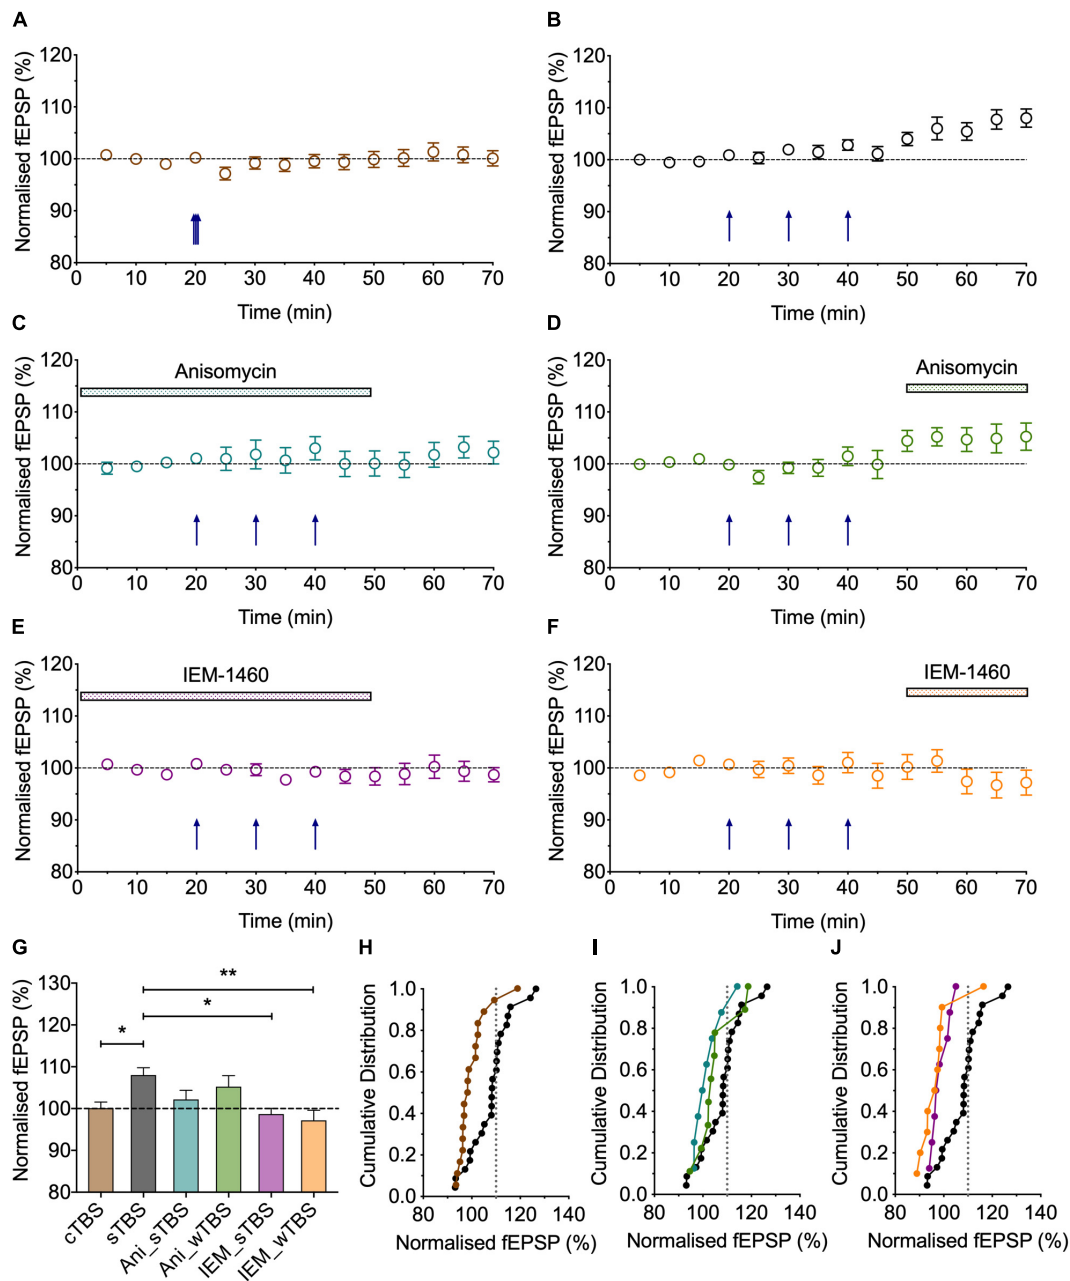 A
Normalised fEPSP (%)
120
110
100
90
80
0 10 20 30 40 50 60 70
Time (min)
B
Normalised fEPSP (%)
120
110
100
90
80
0 10 20 30 40 50 60 70
Time (min)
C
Normalised fEPSP (%)
120
110
100
90
80
Anisomycin
0 10 20 30 40 50 60 70
Time (min)
D
Normalised fEPSP (%)
120
110
100
90
80
Anisomycin
0 10 20 30 40 50 60 70
Time (min)
E
Normalised fEPSP (%)
120
110
100
90
80
IEM-1460
0 10 20 30 40 50 60 70
Time (min)
F
Normalised fEPSP (%)
120
110
100
90
80
IEM-1460
0 10 20 30 40 50 60 70
Time (min)
G
Normalised fEPSP (%)
130
120
110
100
90
80
**
*
*
cTBS
sTBS
Ani_sTBS
Ani_wTBS
IEM_sTBS
IEM_wTBS
H
Cumulative Distribution
1.0
0.8
0.6
0.4
0.2
0.0
80 100 120 140
Normalised fEPSP (%)
I
Cumulative Distribution
1.0
0.8
0.6
0.4
0.2
0.0
80 100 120 140
Normalised fEPSP (%)
J
Cumulative Distribution
1.0
0.8
0.6
0.4
0.2
0.0
80 100 120 140
Normalised fEPSP (%)